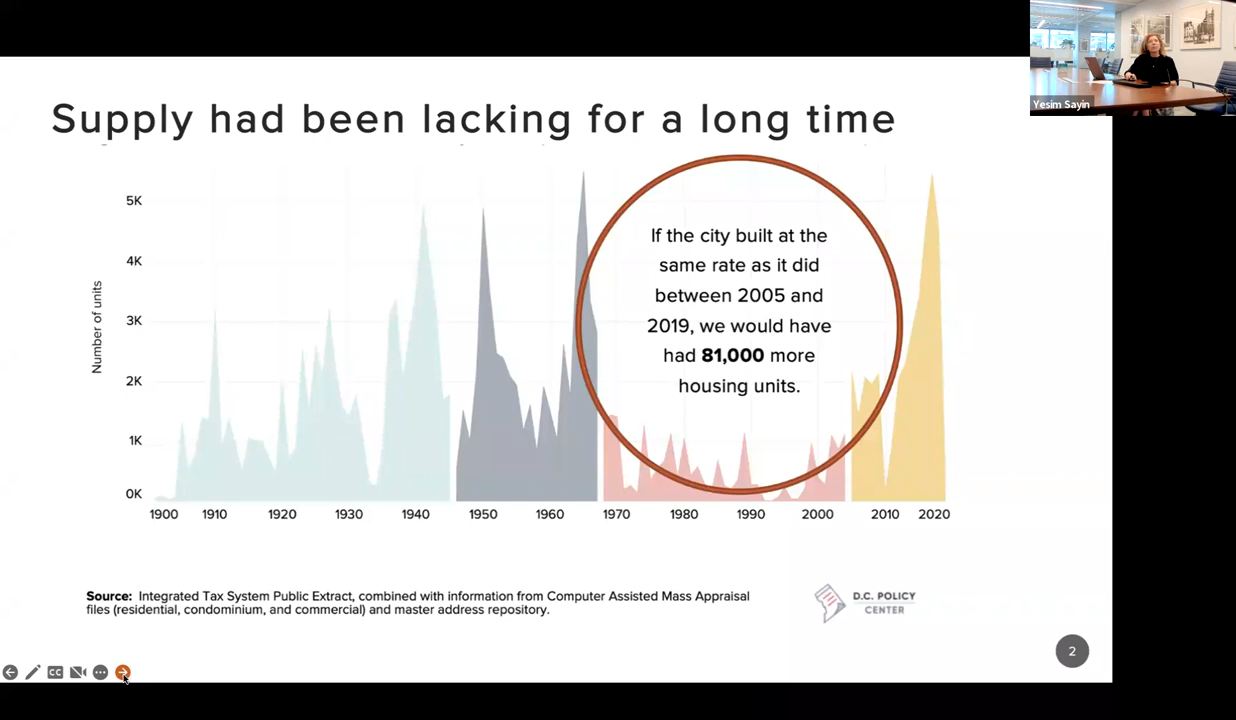 Yesim Sayin
Supply had been lacking for a long time
5K
4K
3K
2K
1K
0K
Number of units
If the city built at the
same rate as it did
between 2005 and
2019, we would have
had 81,000 more
housing units.
1900 1910 1920 1930 1940 1950 1960 1970 1980 1990 2000 2010 2020
Source: Integrated Tax System Public Extract, combined with information from Computer Assisted Mass Appraisal
files (residential, condominium, and commercial) and master address repository.
D.C. POLICY
CENTER
2
CC